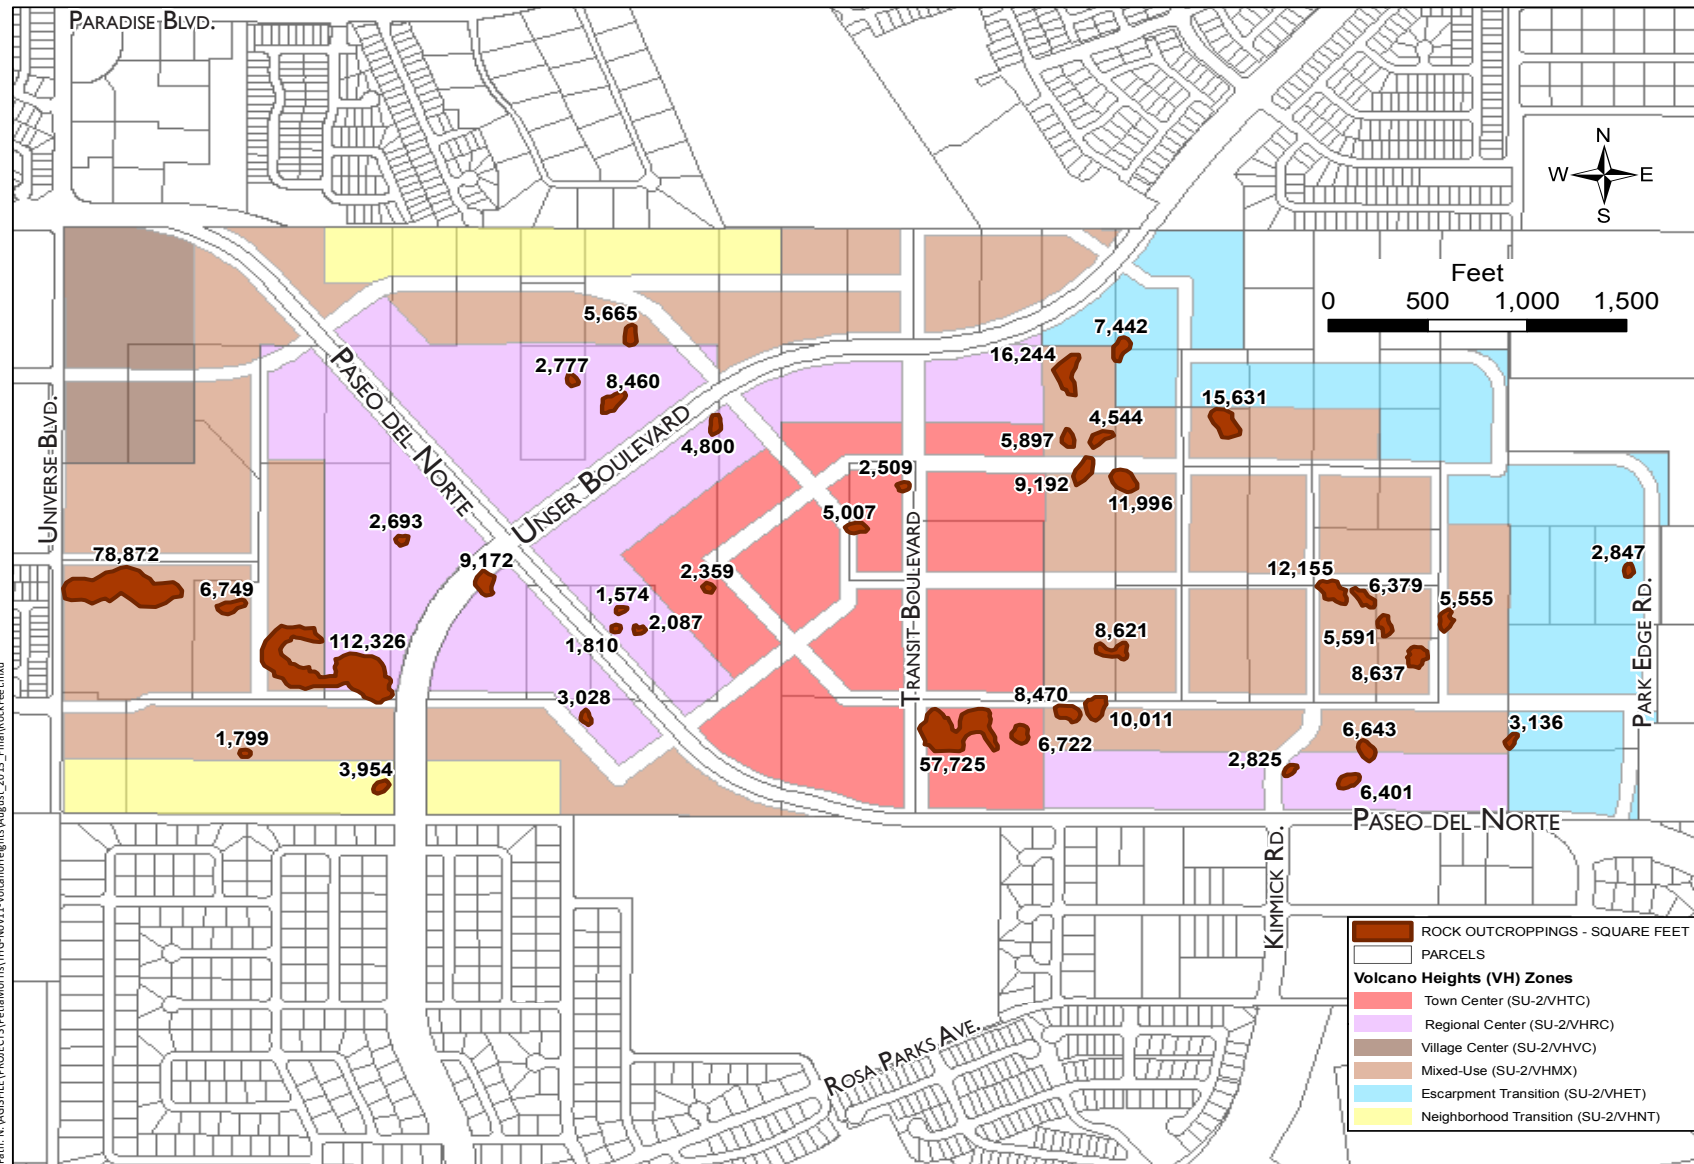 PARADISE BLVD.
N
W E
S
Feet
0 500 1,000 1,500
5,665
7,442
16,244
2,777
8,460
15,631
PASEO DEL NORTE
UNIVERSE BLVD.
UNSER BOULEVARD
4,800
4,544
5,897
2,509
9,192
11,996
5,007
2,693
78,872
9,172
2,359
12,155
6,379
2,847
6,749
1,574
2,087
1,810
5,555
5,591
8,621
8,637
112,326
TRANSIT BOULEVARD
PARK EDGE RD.
3,028
8,470
10,011
1,799
57,725
6,722
6,643
3,136
2,825
3,954
6,401
PASEO DEL NORTE
KIMMICK RD.
ROSA PARKS AVE.
ROCK OUTCROPPINGS - SQUARE FEET
PARCELS
Volcano Heights (VH) Zones
Town Center (SU-2/VHTC)
Regional Center (SU-2/VHRC)
Village Center (SU-2/VHVC)
Mixed-Use (SU-2/VHMX)
Escarpment Transition (SU-2/VHET)
Neighborhood Transition (SU-2/VHNT)